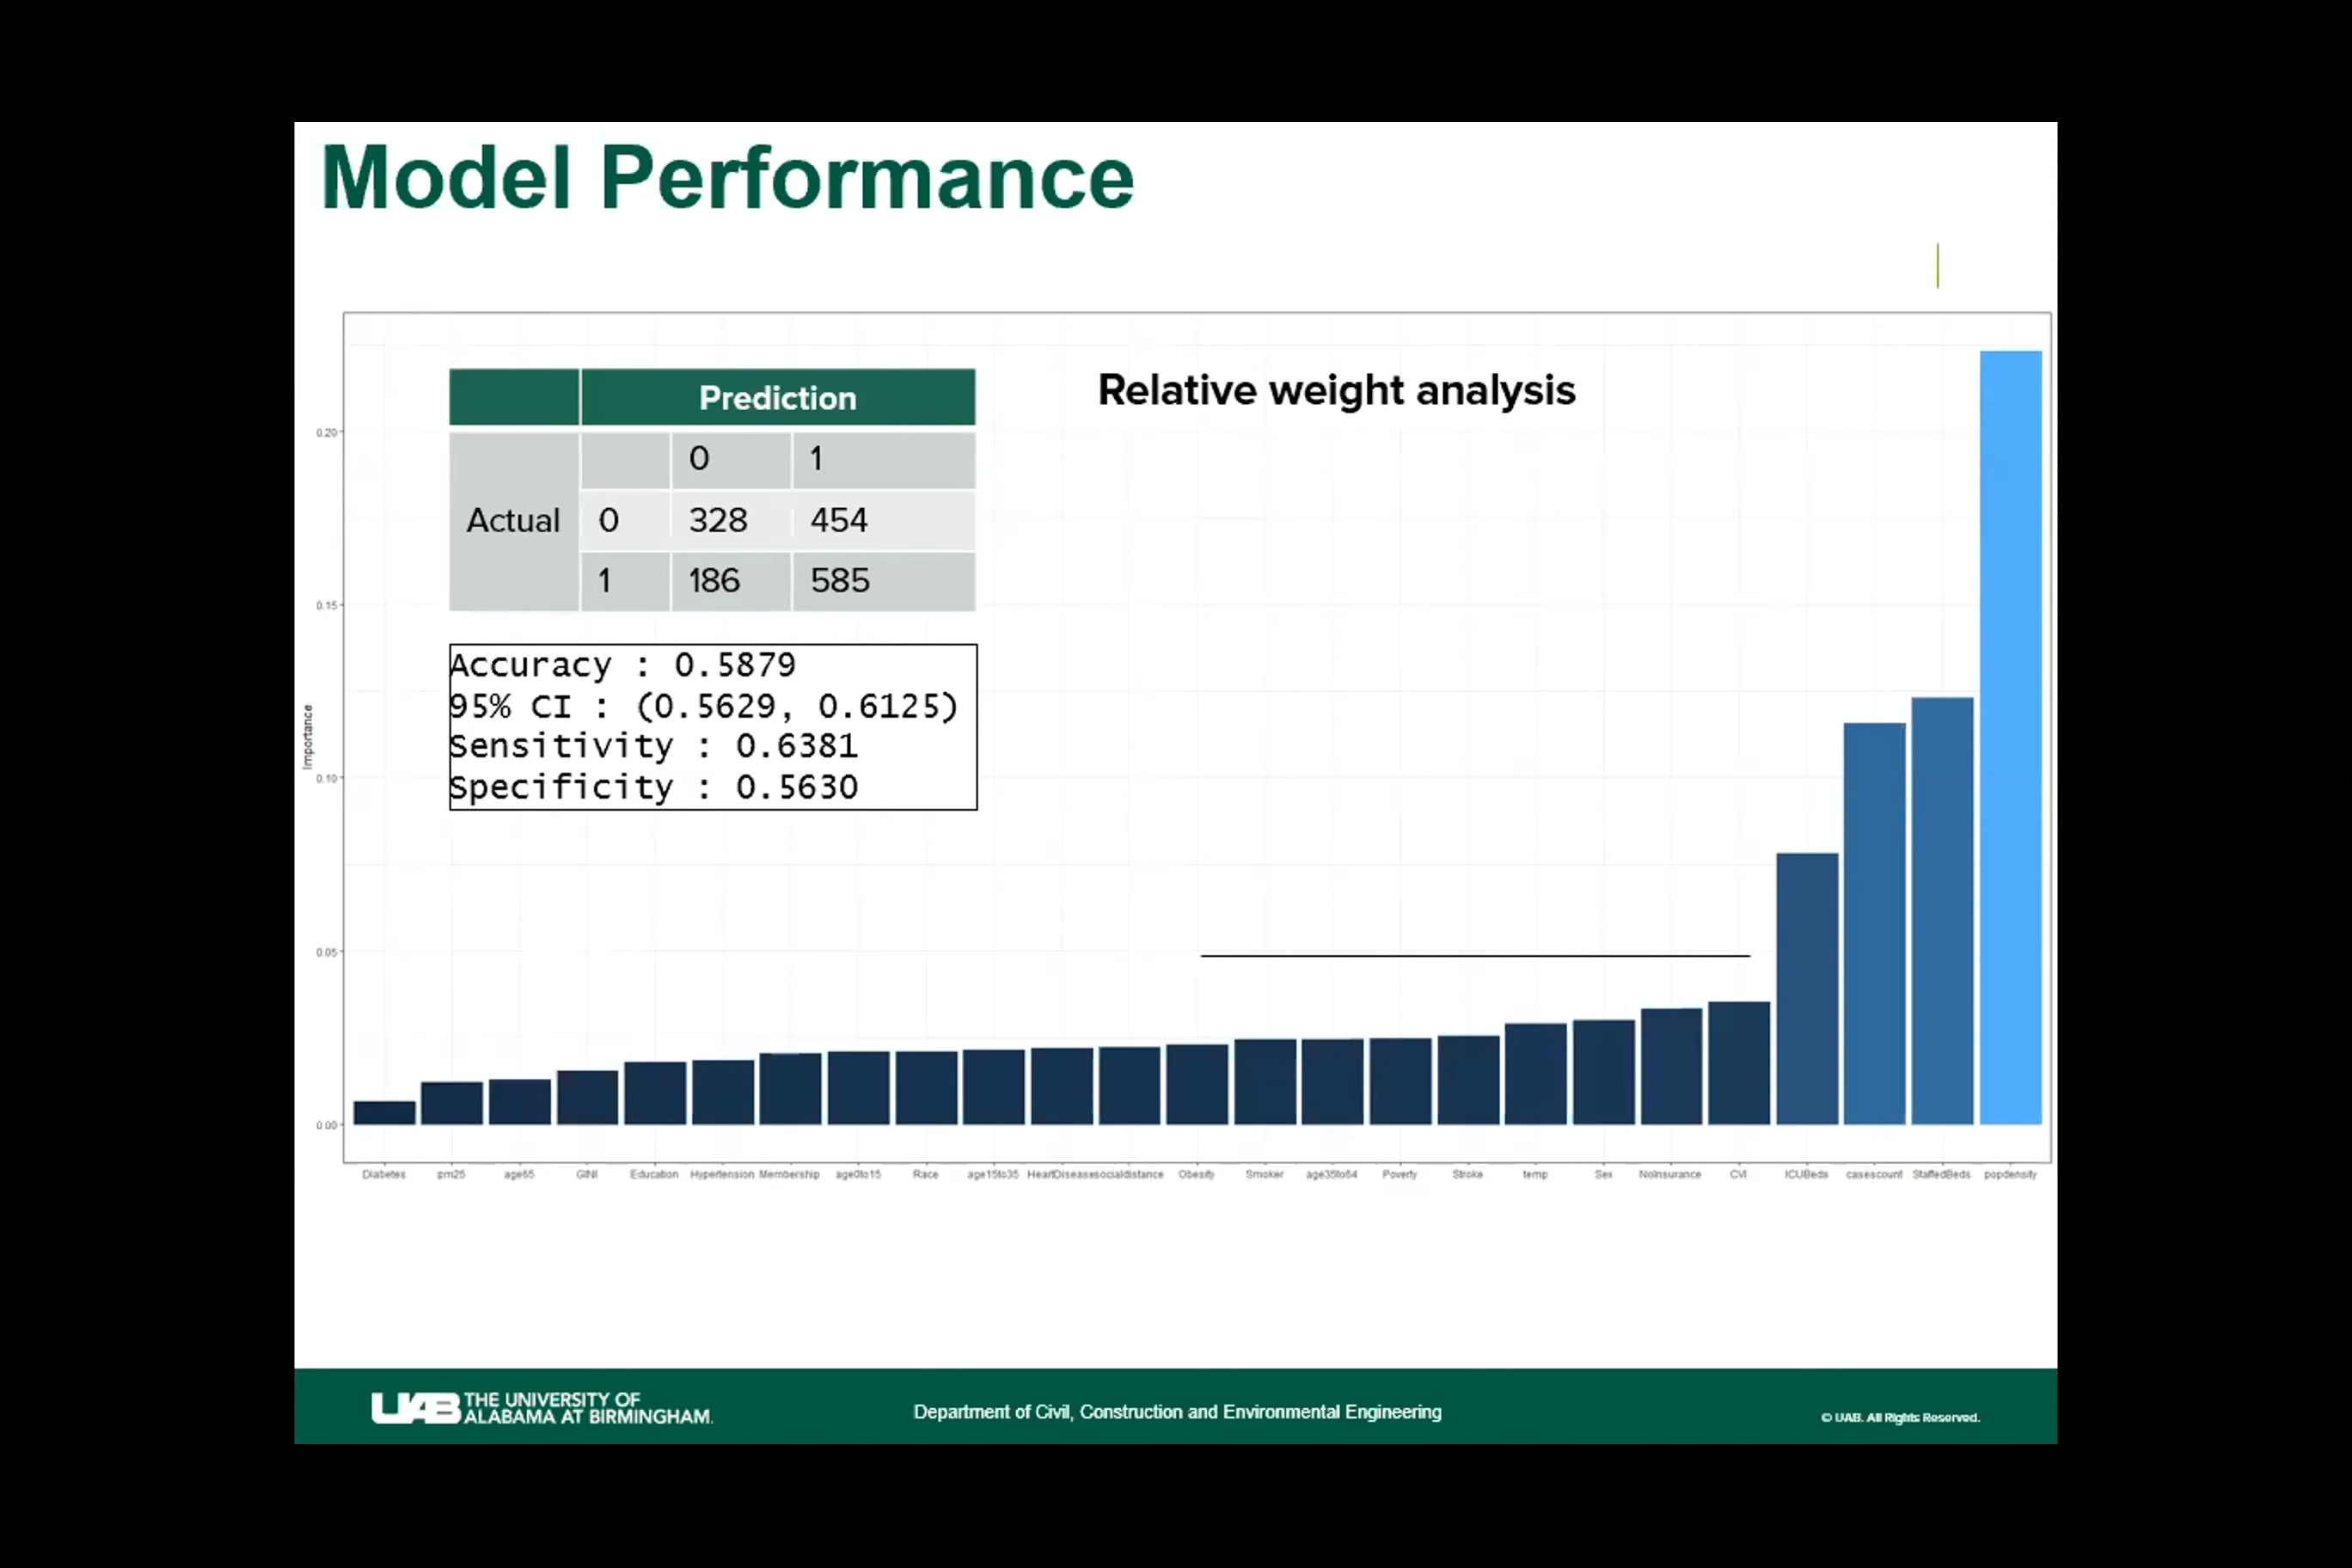 Model Performance
Relative weight analysis
Prediction
0 1
Actual 0 328 454
1 186 585
Accuracy : 0.5879
95% CI : (0.5629, 0.6125)
Sensitivity : 0.6381
Specificity : 0.5630
Importance
0.20
0.15
0.10
0.05
0.00
Diabetes pm25 age65 GINI Education Hypertension Membership age0to15 Race age15to35 HeartDisease socialdistance Obesity Smoker age35to64 Poverty Stroke temp Sex NoInsurance CVI ICUBeds casescount StaffedBeds popdensity
UAB THE UNIVERSITY OF
ALABAMA AT BIRMINGHAM.
Department of Civil, Construction and Environmental Engineering
© UAB. All Rights Reserved.